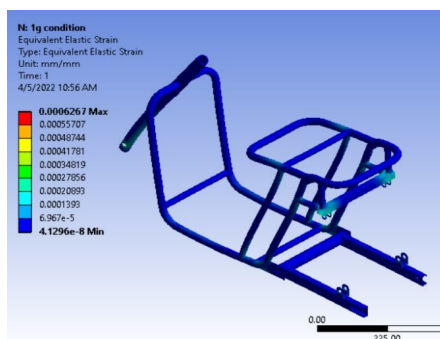 N: 1g condition
Equivalent Elastic Strain
Type: Equivalent Elastic Strain
Unit: mm/mm
Time: 1
4/5/2022 10:56 AM
0.0006267 Max
0.00055707
0.00048744
0.00041781
0.00034819
0.00027856
0.00020893
0.0001393
6.967e-5
4.1296e-8 Min
0.00
225.00